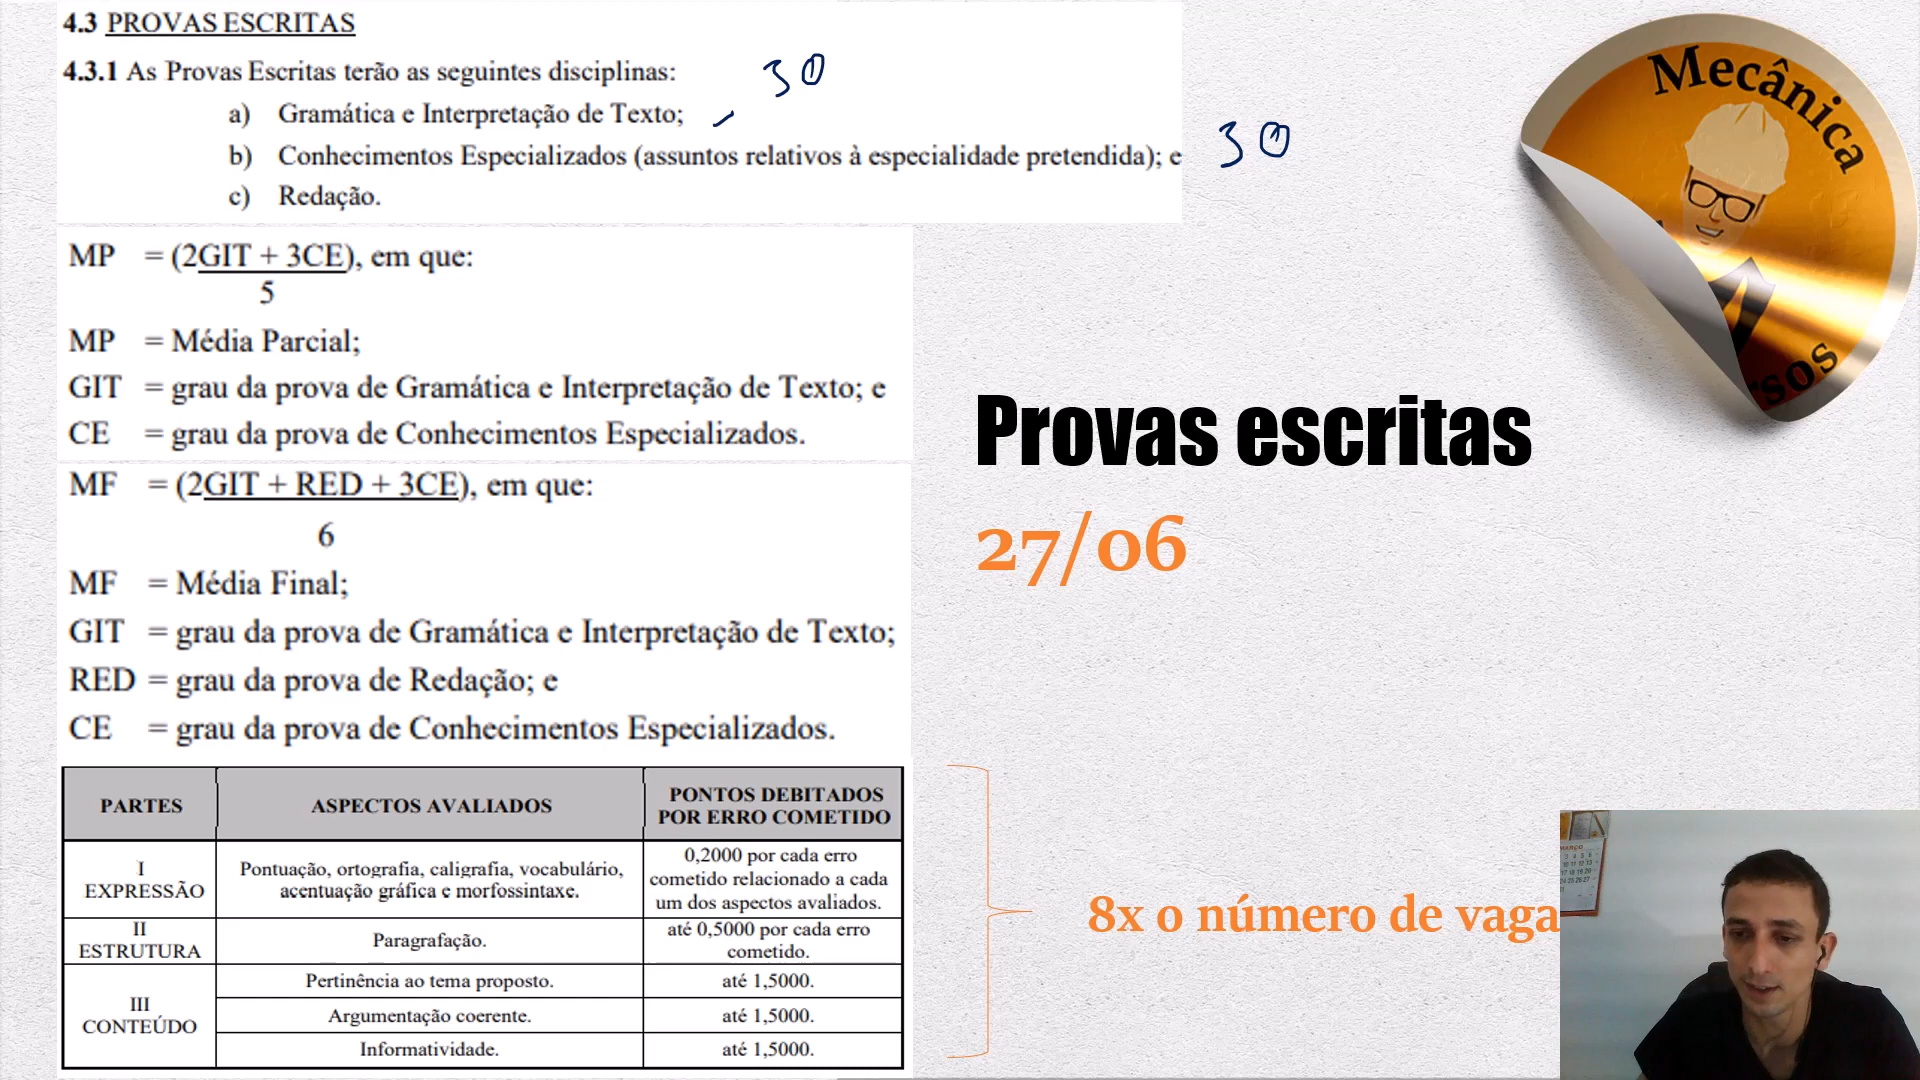 4.3 PROVAS ESCRITAS
4.3.1 As Provas Escritas terão as seguintes disciplinas:
30
a) Gramática e Interpretação de Texto;
b) Conhecimentos Especializados (assuntos relativos à especialidade pretendida); e
30
c) Redação.
MP = (2GIT + 3CE), em que:
5
MP = Média Parcial;
GIT = grau da prova de Gramática e Interpretação de Texto; e
CE = grau da prova de Conhecimentos Especializados.
MF = (2GIT + RED + 3CE), em que:
6
MF = Média Final;
GIT = grau da prova de Gramática e Interpretação de Texto;
RED = grau da prova de Redação; e
CE = grau da prova de Conhecimentos Especializados.
PARTES
ASPECTOS AVALIADOS
PONTOS DEBITADOS
POR ERRO COMETIDO
I
EXPRESSÃO
Pontuação, ortografia, caligrafia, vocabulário,
acentuação gráfica e morfossintaxe.
0,2000 por cada erro
cometido relacionado a cada
um dos aspectos avaliados.
II
ESTRUTURA
Paragrafação.
até 0,5000 por cada erro
cometido.
III
CONTEÚDO
Pertinência ao tema proposto.
até 1,5000.
Argumentação coerente.
até 1,5000.
Informatividade.
até 1,5000.
Mecânica
rsos
Provas escritas
27/06
8x o número de vaga
MARÇO